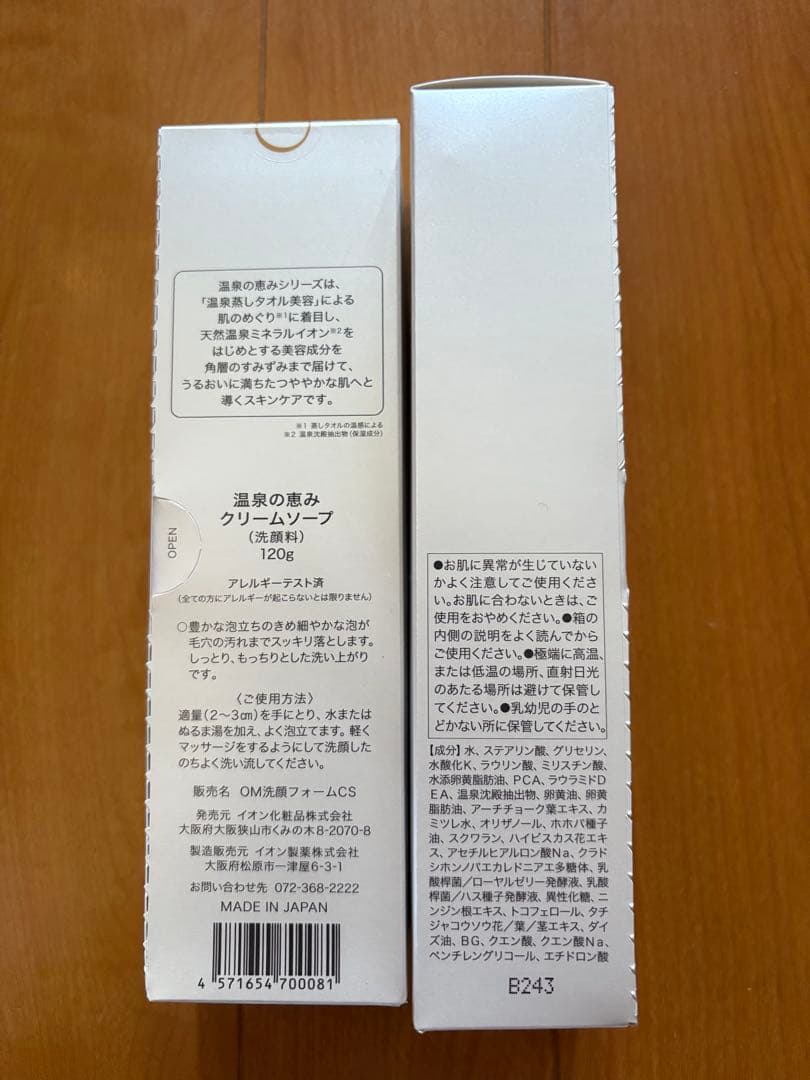 温泉の恵みシリーズは、
「温泉蒸しタオル美容」による
肌のめぐり※1に着目し、
天然温泉ミネラルイオン※2を
はじめとする美容成分を
角層のすみずみまで届けて、
うるおいに満ちたつややかな肌へと
導くスキンケアです。
※1 蒸しタオルの温感による
※2 温泉沈殿抽出物(保湿成分)
OPEN
温泉の恵み
クリームソープ
(洗顔料)
120g
アレルギーテスト済
(全ての方にアレルギーが起こらないとは限りません)
○豊かな泡立ちのきめ細やかな泡が
毛穴の汚れまでスッキリ落とします。
しっとり、もっちりとした洗い上がり
です。
〈ご使用方法〉
適量(2〜3㎝)を手にとり、水または
ぬるま湯を加え、よく泡立てます。軽く
マッサージをするようにして洗顔した
のちよく洗い流してください。
販売名 OM洗顔フォームCS
発売元 イオン化粧品株式会社
大阪府大阪狭山市くみの木8-2070-8
製造販売元 イオン製薬株式会社
大阪府松原市一津屋6-3-1
お問い合わせ先 072-368-2222
MADE IN JAPAN
4 571654 700081
●お肌に異常が生じていない
かよく注意してご使用くださ
い。お肌に合わないときは、ご
使用をおやめください。●箱の
内側の説明をよく読んでから
ご使用ください。●極端に高温、
または低温の場所、直射日光
のあたる場所は避けて保管し
てください。●乳幼児の手のと
どかない所に保管してください。
【成分】水、ステアリン酸、グリセリン、
水酸化K、ラウリン酸、ミリスチン酸、
水添卵黄脂肪油、PCA、ラウラミドD
EA、温泉沈殿抽出物、卵黄油、卵黄
脂肪油、アーチチョーク葉エキス、カ
ミツレ水、オリザノール、ホホバ種子
油、スクワラン、ハイビスカス花エキ
ス、アセチルヒアルロン酸Na、クラド
シホンノバエカレドニアエ多糖体、乳
酸桿菌/ローヤルゼリー発酵液、乳酸
桿菌/ハス種子発酵液、異性化糖、ニ
ンジン根エキス、トコフェロール、タチ
ジャコウソウ花/葉/茎エキス、ダイ
ズ油、BG、クエン酸、クエン酸Na、
ペンチレングリコール、エチドロン酸
B243